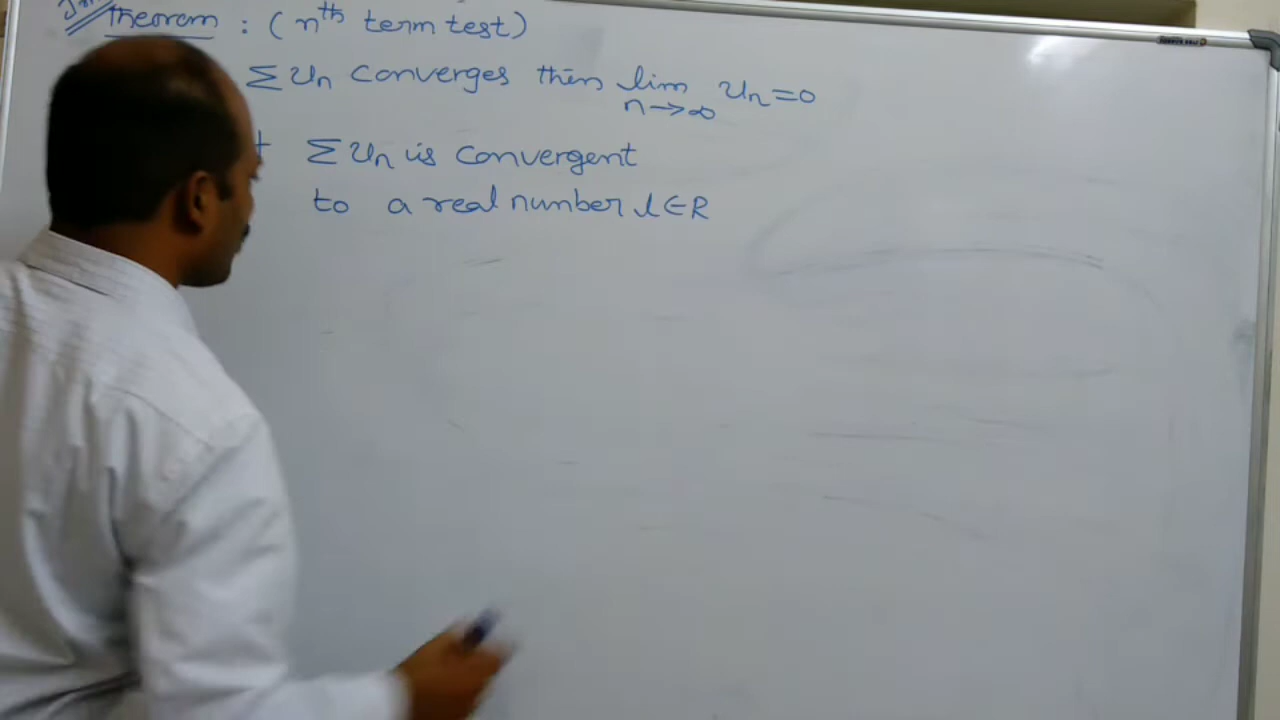 Theorem : (nth term test)
Σ un converges then lim n→∞ un = 0
Σ un is convergent
to a real number l ∈ R